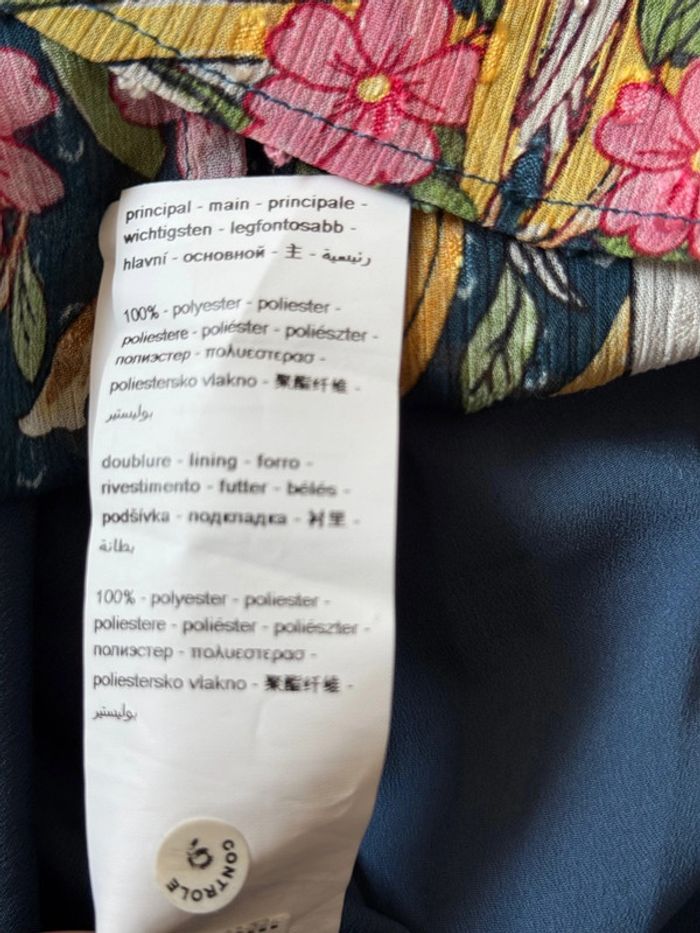 principal - main - principale -
wichtigsten - legfontosabb -
hlavní - основной - 主 - رئيسية
100% - polyester - poliester -
poliestere - poliéster - poliészter -
полиэстер - πολυεστερασ -
poliestersko vlakno - 聚酯纤维 -
بوليستير
doublure - lining - forro -
rivestimento - futter - bélés -
podšívka - подкладка - 衬里 -
بطانة
100% - polyester - poliester -
poliestere - poliéster - poliészter -
полиэстер - πολυεστερασ -
poliestersko vlakno - 聚酯纤维 -
بوليستير
CONTROLE